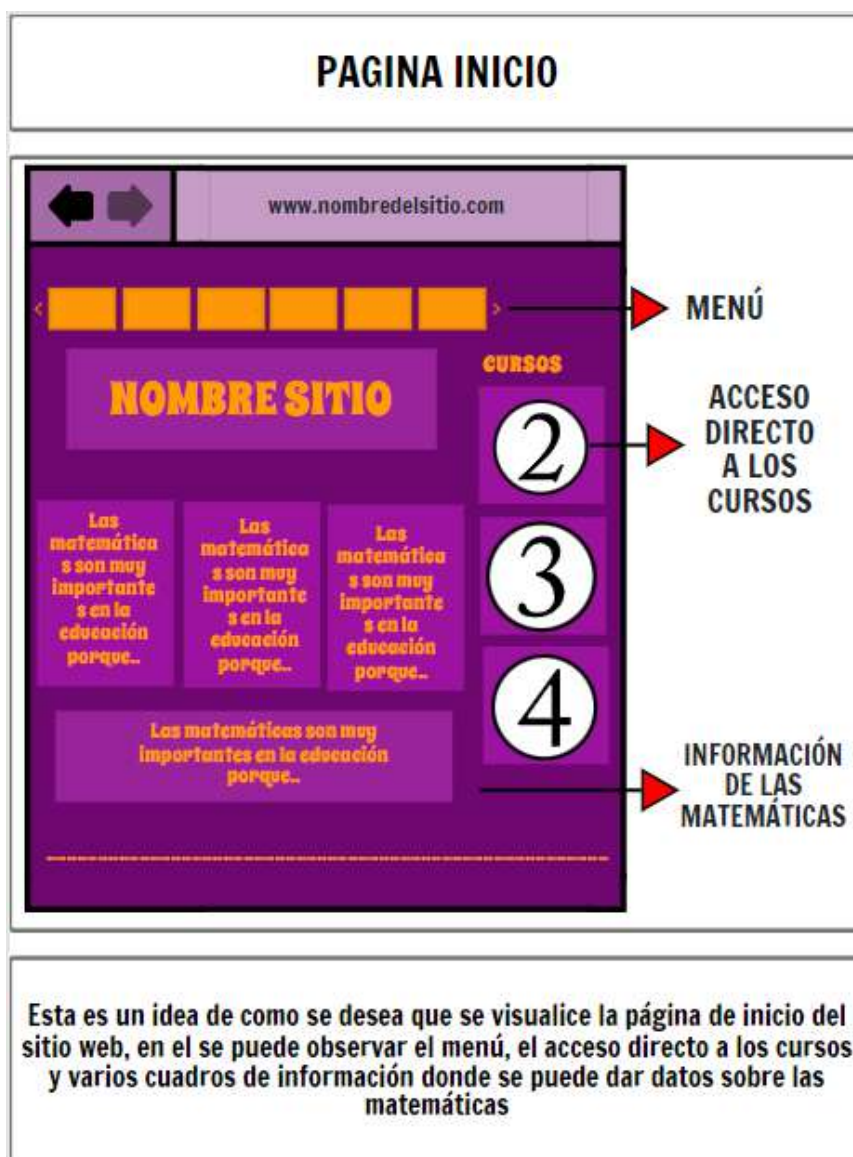 PAGINA INICIO
www.nombredelsitio.com
<
>
MENÚ
NOMBRE SITIO
CURSOS
2
ACCESO
DIRECTO
A LOS
CURSOS
3
4
Las
matemática
s son muy
importante
s en la
educación
porque..
Las
matemática
s son muy
importante
s en la
educación
porque..
Las
matemática
s son muy
importante
s en la
educación
porque..
Las matemáticas son muy
importantes en la educación
porque..
INFORMACIÓN
DE LAS
MATEMÁTICAS
Esta es un idea de como se desea que se visualice la página de inicio del
sitio web, en el se puede observar el menú, el acceso directo a los cursos
y varios cuadros de información donde se puede dar datos sobre las
matemáticas